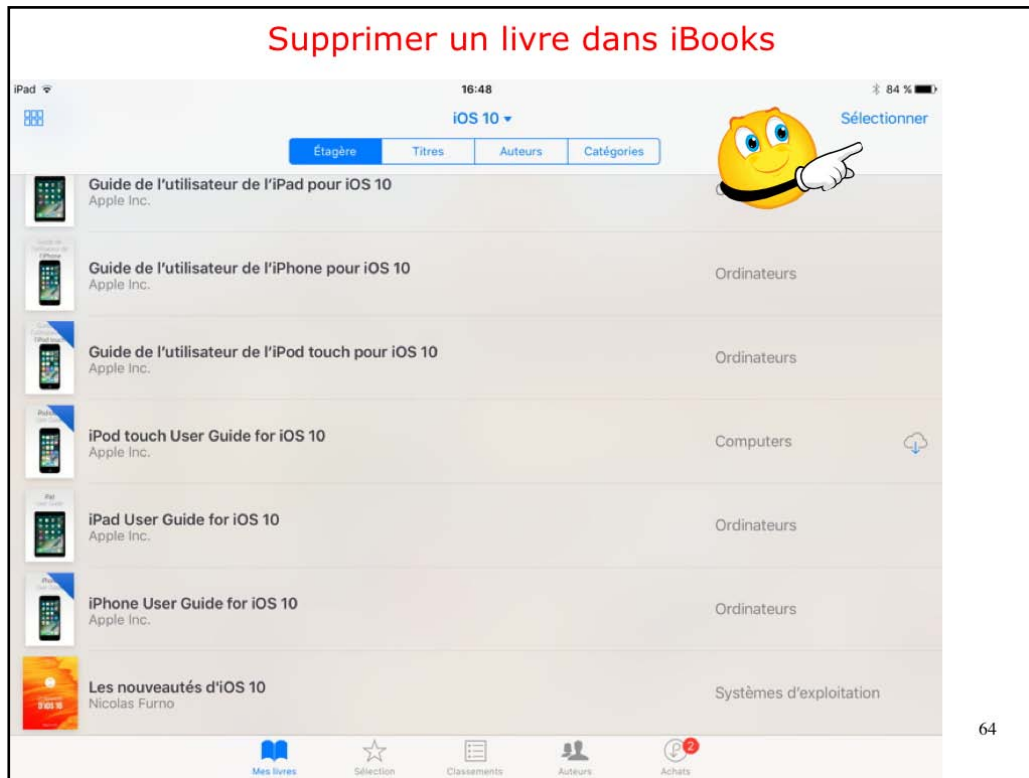 Supprimer un livre dans iBooks
iPad 16:48 84 %
iOS 10 Sélectionner
Étagère Titres Auteurs Catégories
Guide de l'utilisateur de l'iPad pour iOS 10
Apple Inc.
Guide de l'utilisateur de l'iPhone pour iOS 10
Apple Inc.
Ordinateurs
Guide de l'utilisateur de l'iPod touch pour iOS 10
Apple Inc.
Ordinateurs
iPod touch User Guide for iOS 10
Apple Inc.
Computers
iPad User Guide for iOS 10
Apple Inc.
Ordinateurs
iPhone User Guide for iOS 10
Apple Inc.
Ordinateurs
Les nouveautés d'iOS 10
Nicolas Furno
Systèmes d'exploitation
2
Mes livres Sélection Classements Auteurs Achats
64